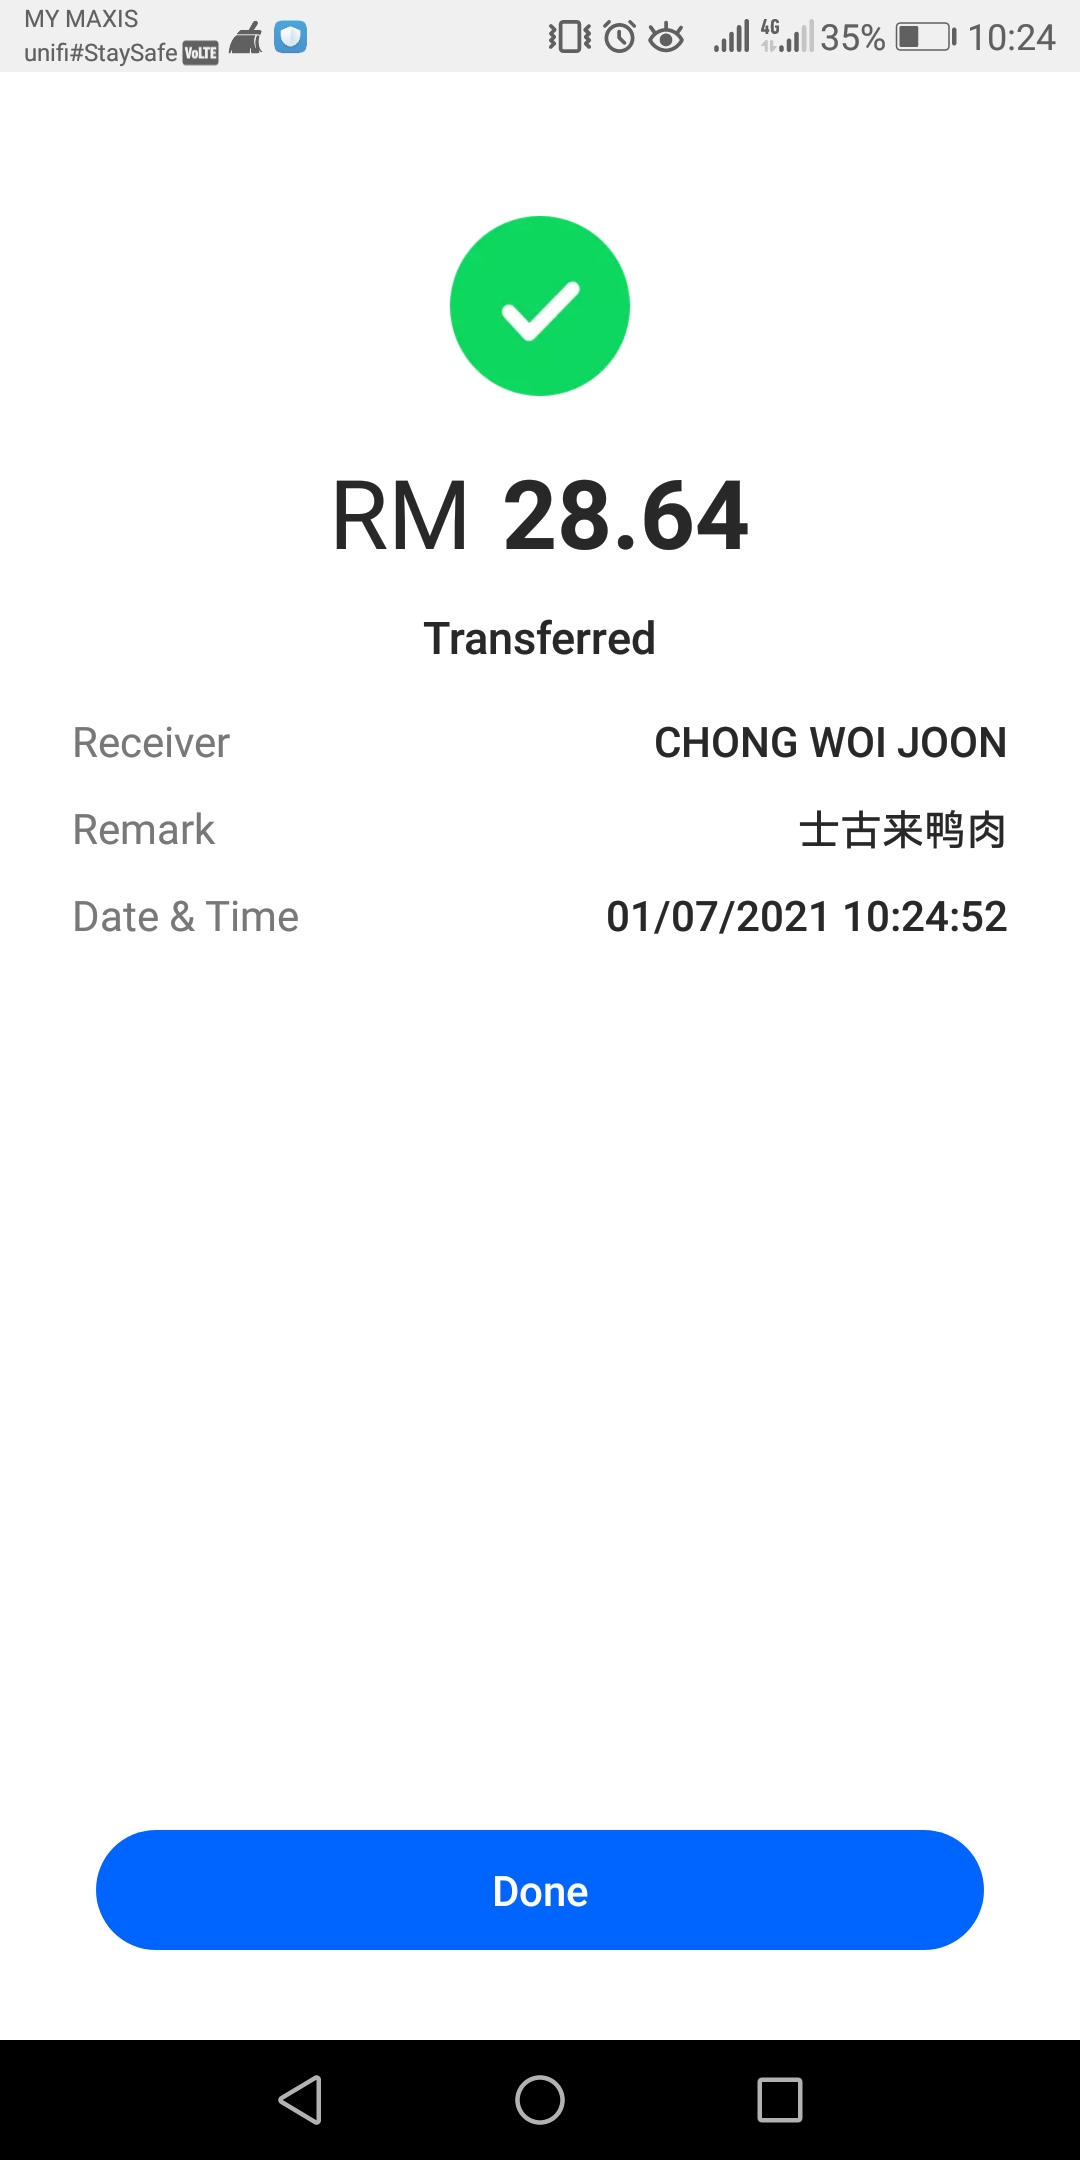 MY MAXIS
unifi#StaySafe VoLTE 4G 35% 10:24
RM 28.64
Transferred
Receiver CHONG WOI JOON
Remark 士古来鸭肉
Date & Time 01/07/2021 10:24:52
Done